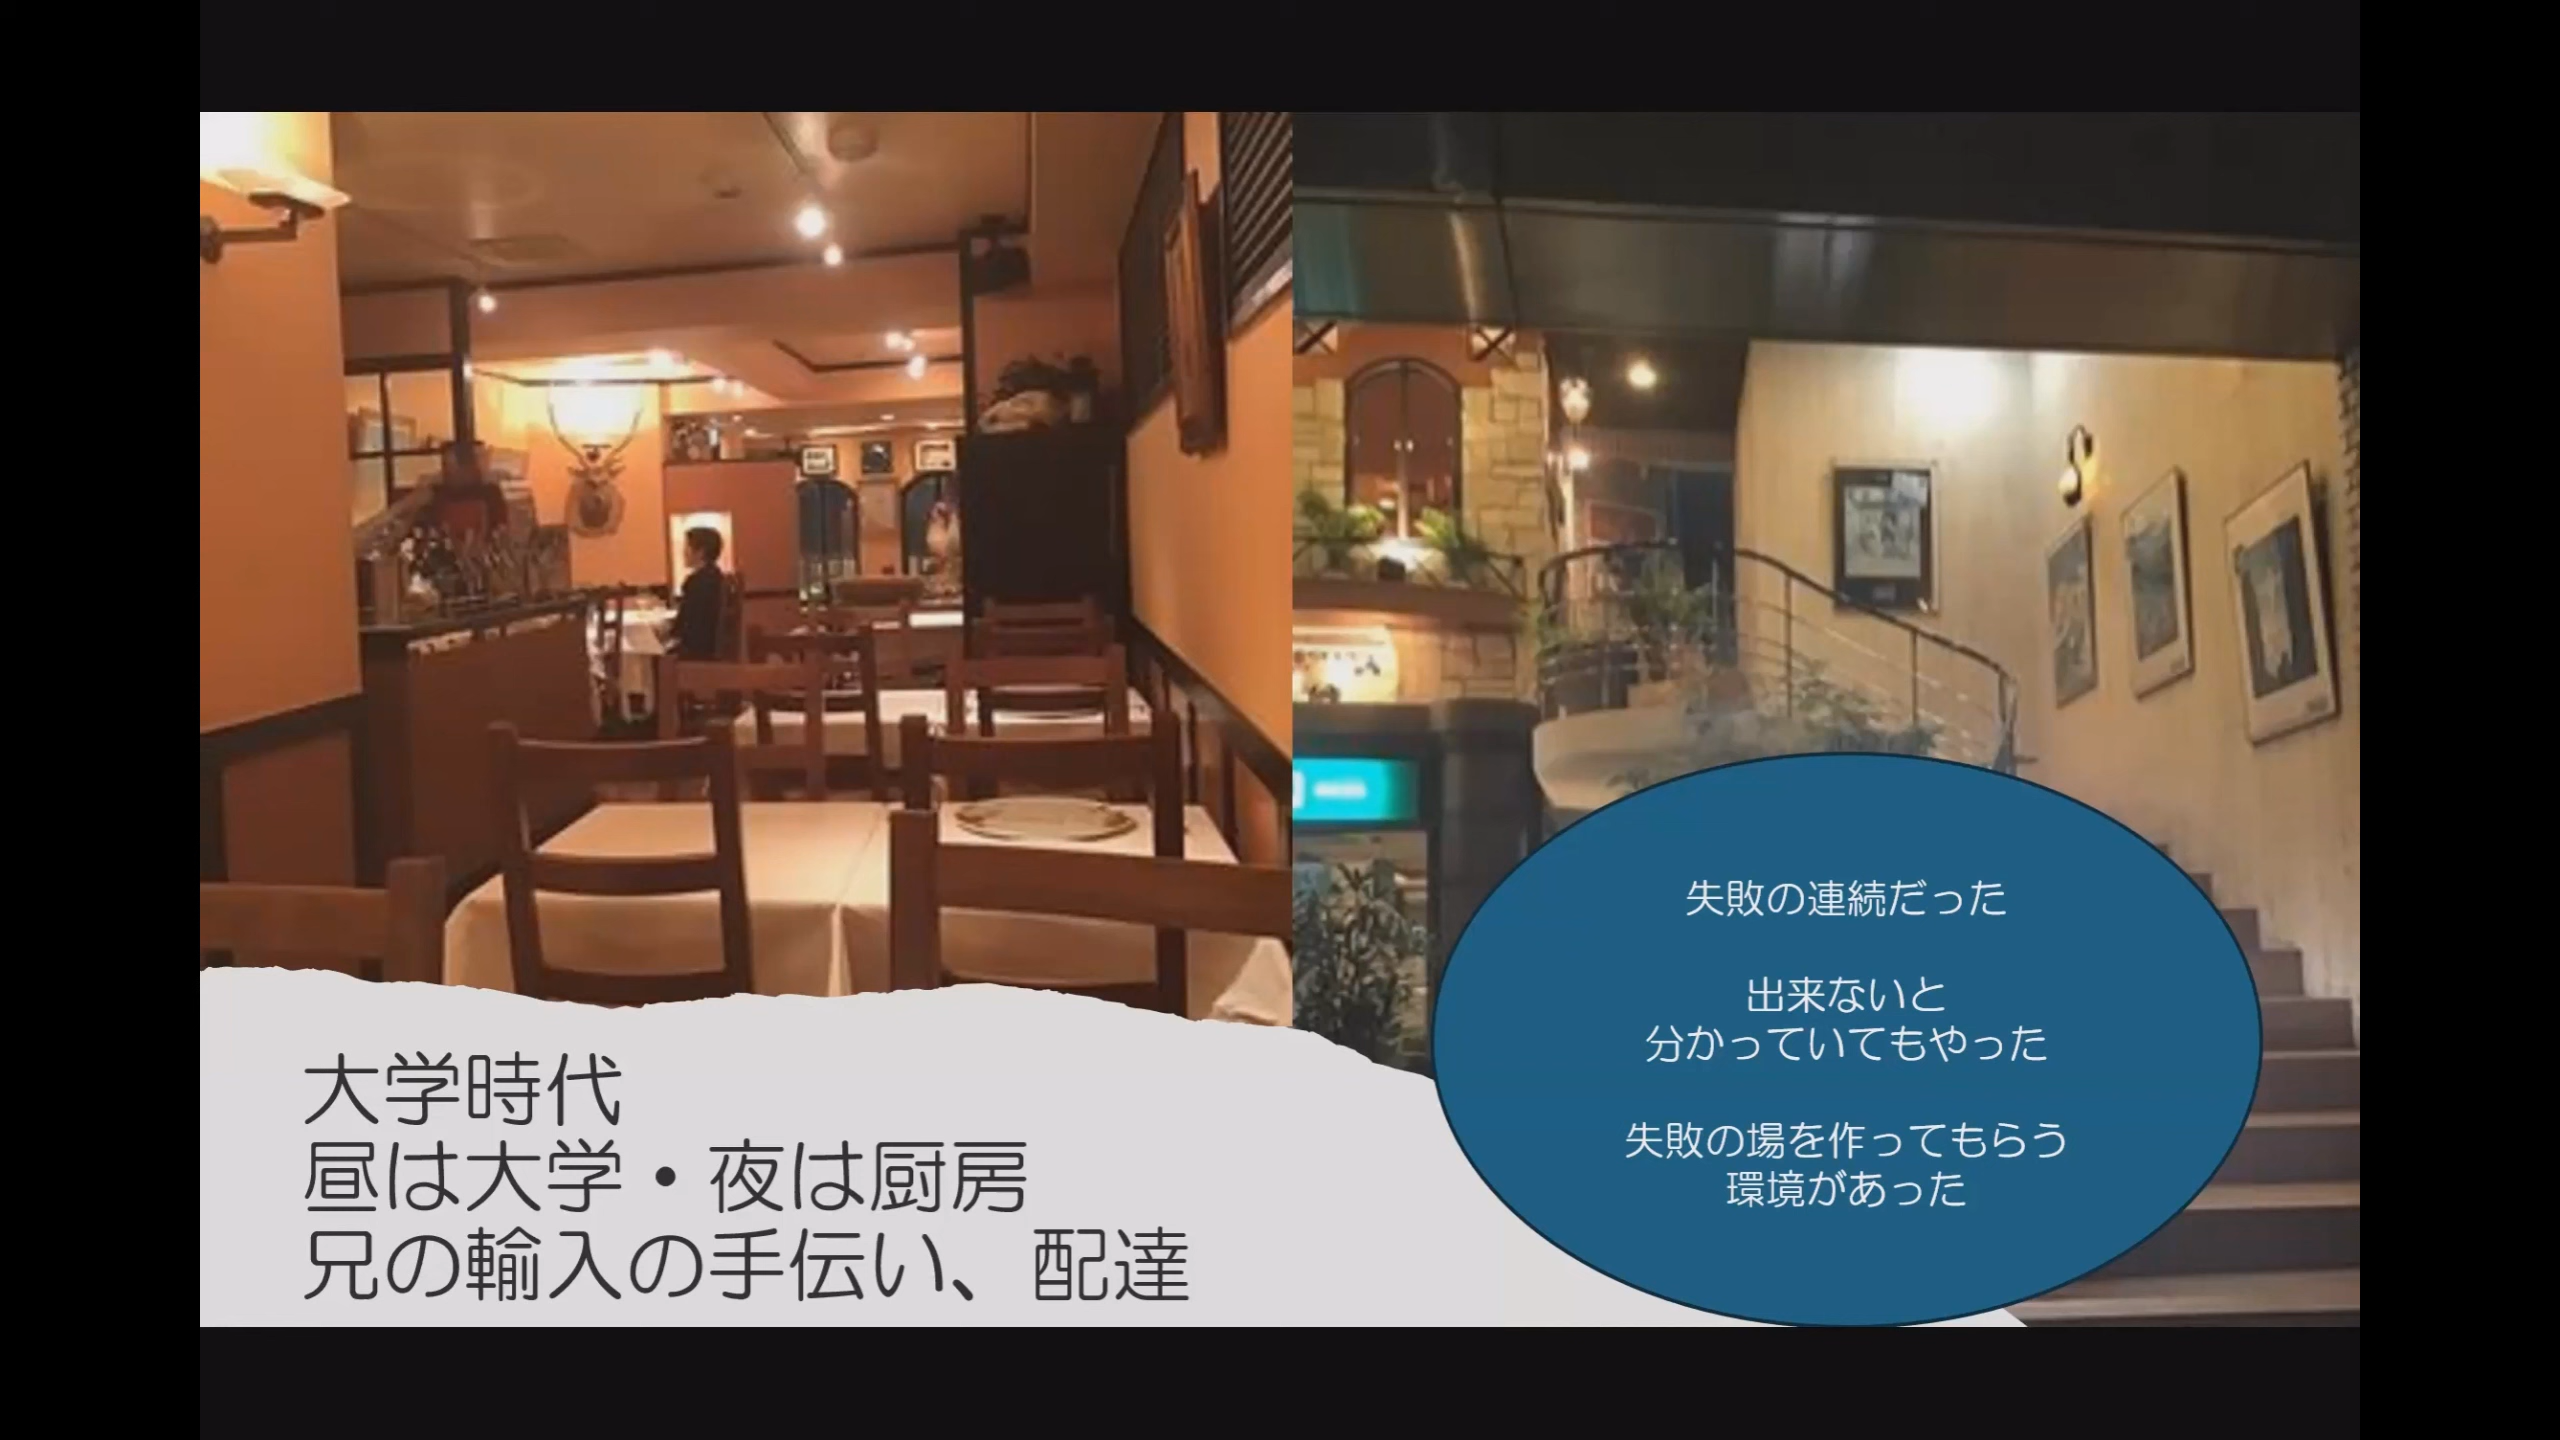 大学時代
昼は大学・夜は厨房
兄の輸入の手伝い、配達
失敗の連続だった
出来ないと
分かっていてもやった
失敗の場を作ってもらう
環境があった